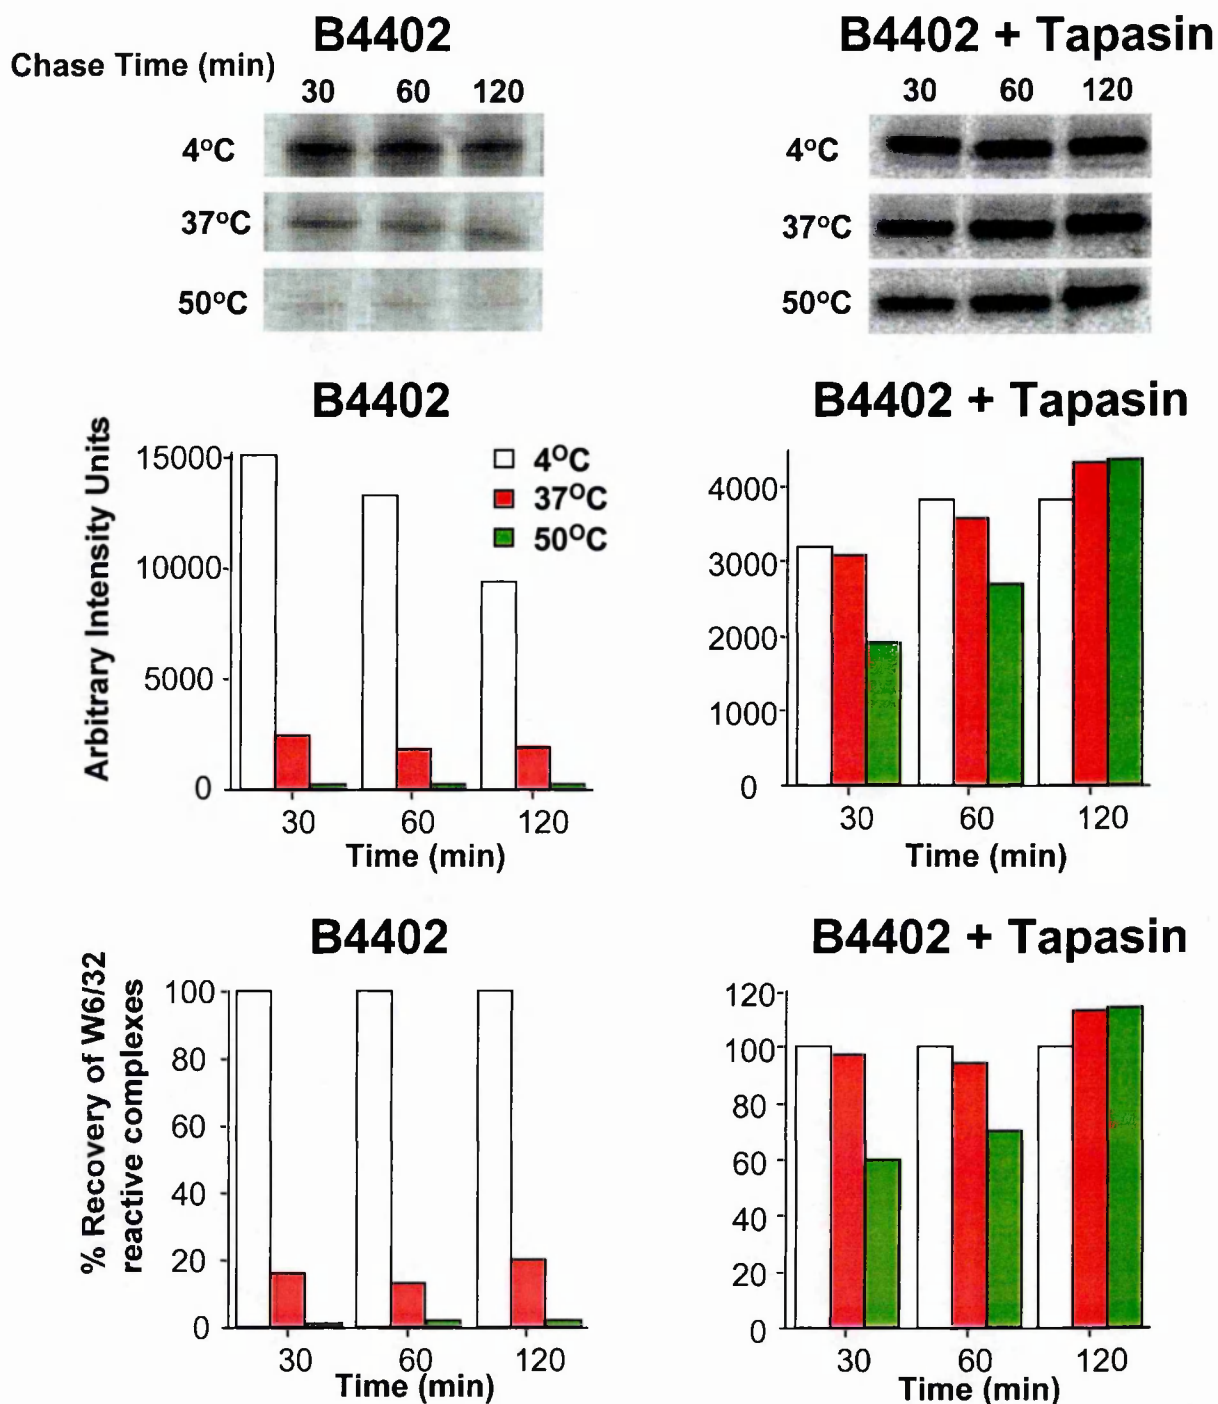 B4402
B4402 + Tapasin
Chase Time (min)
30 60 120
30 60 120
4°C
37°C
50°C
4°C
37°C
50°C
B4402
Arbitrary Intensity Units
15000
10000
5000
0
4°C
37°C
50°C
30 60 120
Time (min)
B4402 + Tapasin
4000
3000
2000
1000
0
30 60 120
Time (min)
B4402
% Recovery of W6/32
reactive complexes
100
80
60
40
20
0
30 60 120
Time (min)
B4402 + Tapasin
120
100
80
60
40
20
0
30 60 120
Time (min)